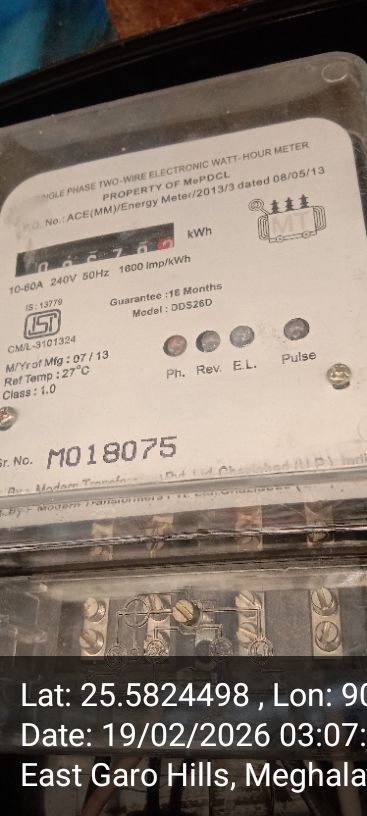 SINGLE PHASE TWO-WIRE ELECTRONIC WATT-HOUR METER
PROPERTY OF MePDCL
P.O. No.: ACE(MM)/Energy Meter/2013/3 dated 08/05/13
kWh
10-60A 240V 50Hz 1600 imp/kWh
MT
IS: 13779
Guarantee :18 Months
Model : DDS26D
CM/L-3101324
M/Yr of Mfg : 07 / 13
Ref Temp : 27°C
Class : 1.0
Ph. Rev. E.L. Pulse
Sr. No. M018075
Lat: 25.5824498 , Lon: 90
Date: 19/02/2026 03:07:
East Garo Hills, Meghala